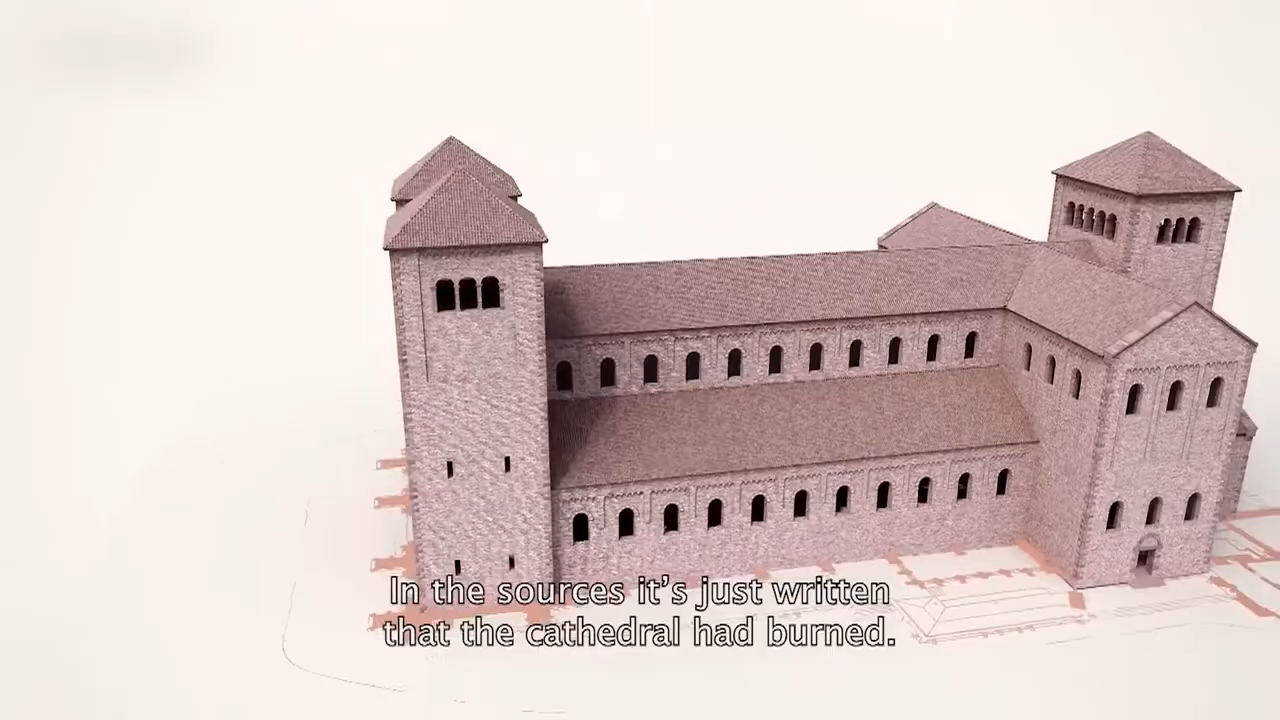 In the sources it’s just written
that the cathedral had burned.